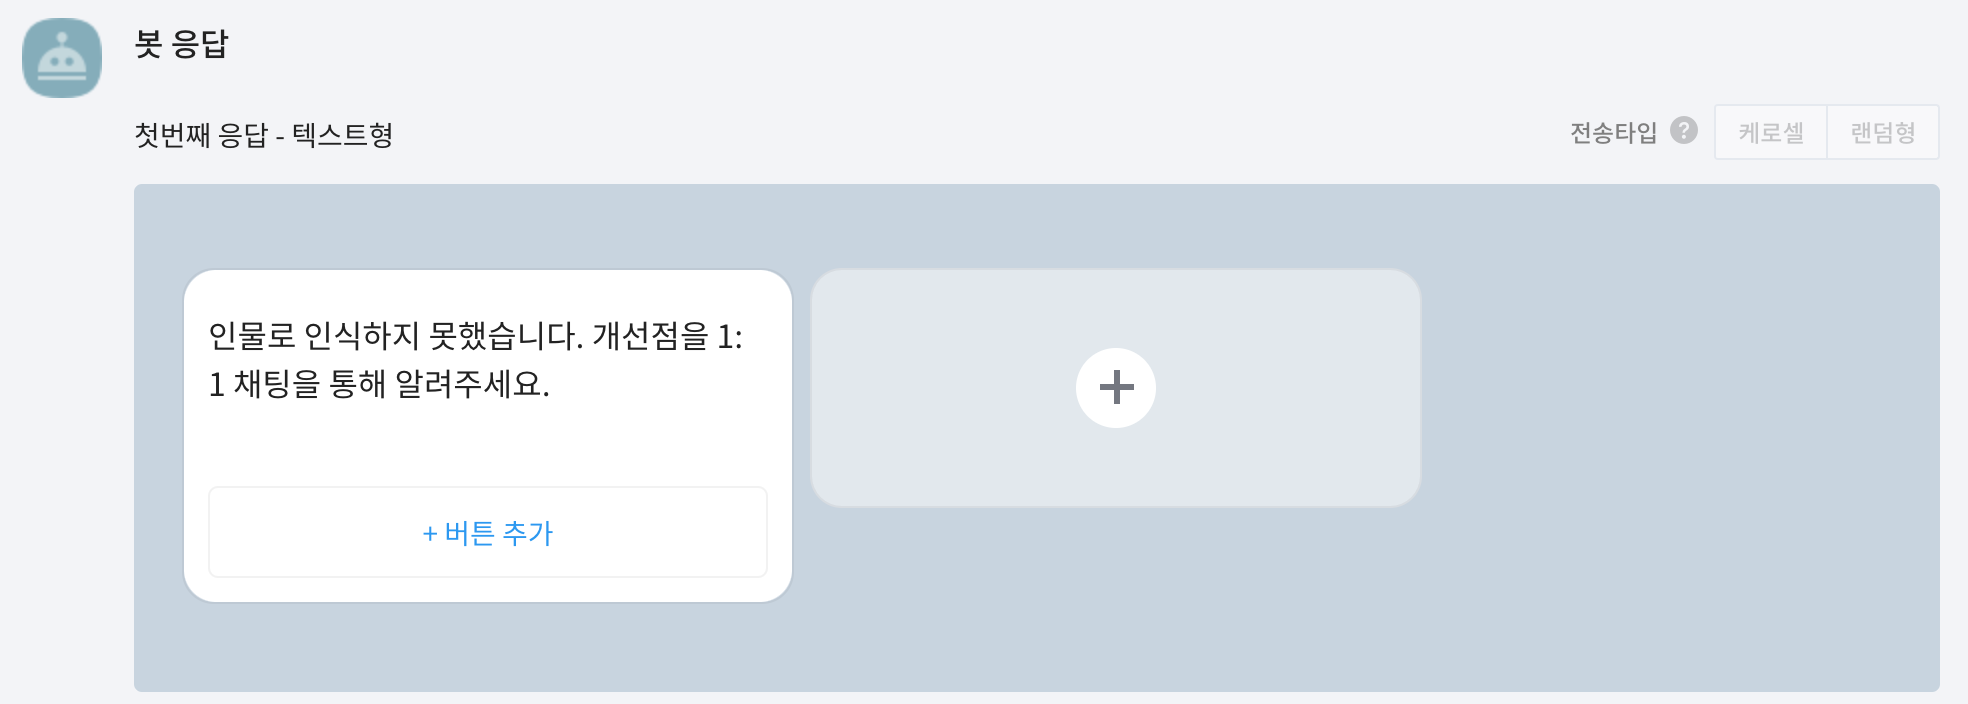 봇 응답
첫번째 응답 - 텍스트형
전송타입 ? 케로셀 랜덤형
인물로 인식하지 못했습니다. 개선점을 1:
1 채팅을 통해 알려주세요.
+ 버튼 추가